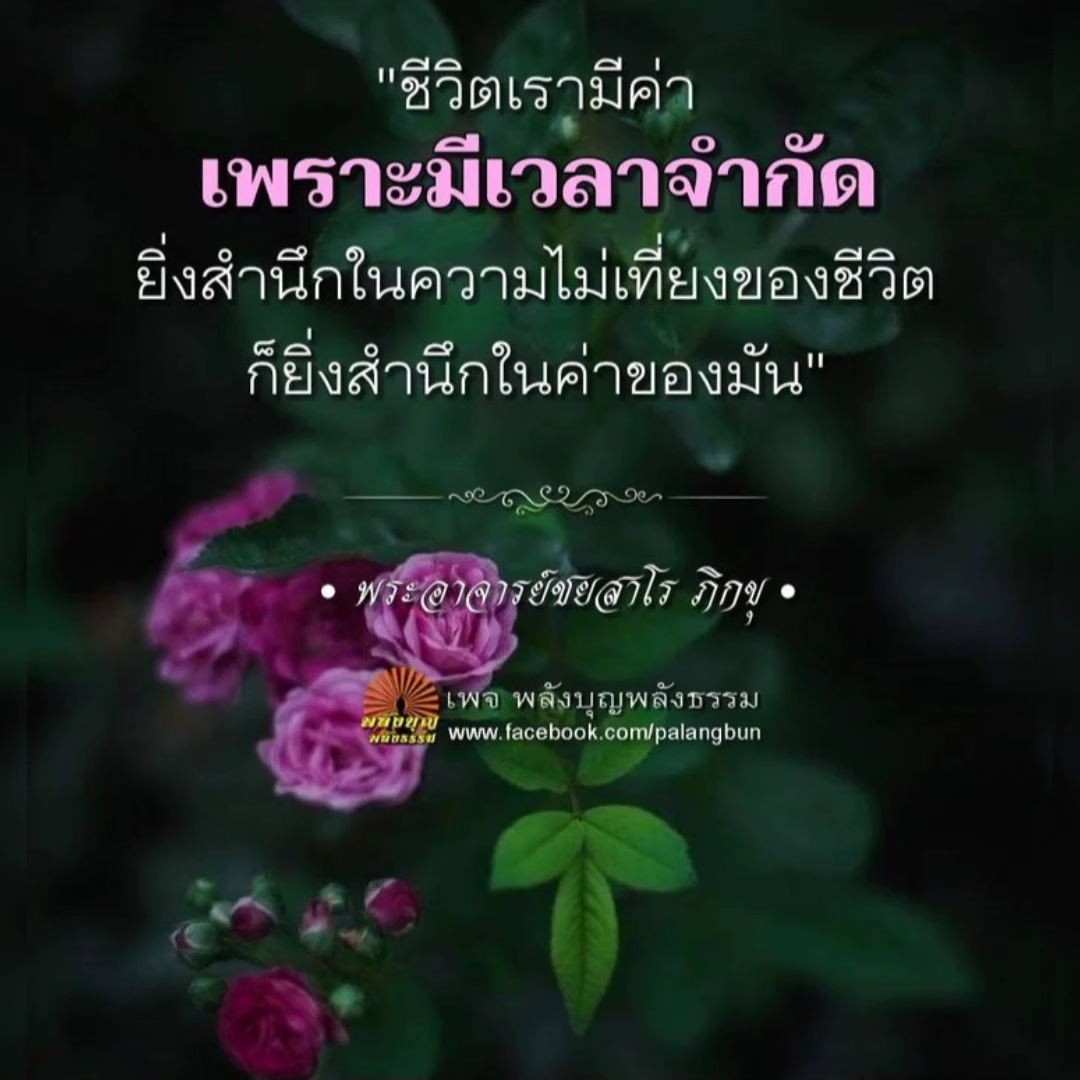 "ชีวิตเรามีค่า
เพราะมีเวลาจำกัด
ยิ่งสำนึกในความไม่เที่ยงของชีวิต
ก็ยิ่งสำนึกในค่าของมัน"
• พระอาจารย์ชยสาโร ภิกขุ •
เพจ พลังบุญพลังธรรม
พลังบุญ
พลังธรรม
www.facebook.com/palangbun